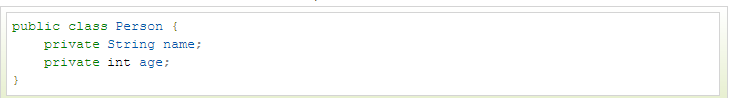 public class Person {
    private String name;
    private int age;
}